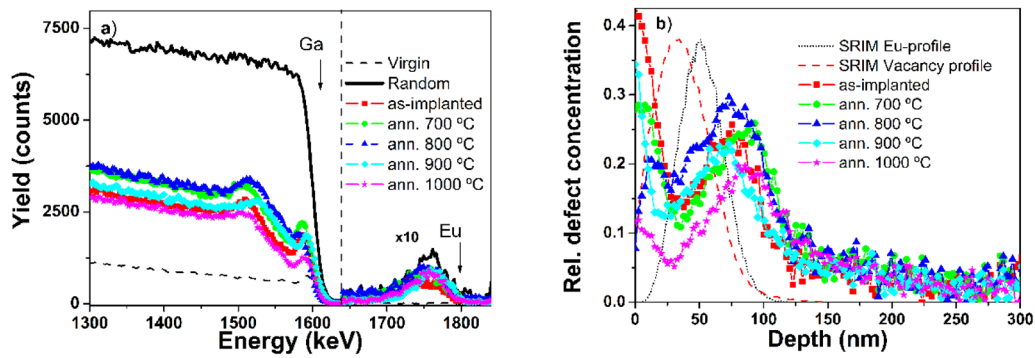 a)
Yield (counts)
7500
5000
2500
0
Ga
Virgin
Random
as-implanted
ann. 700 ºC
ann. 800 ºC
ann. 900 ºC
ann. 1000 ºC
x10
Eu
1300 1400 1500 1600 1700 1800
Energy (keV)
b)
Rel. defect concentration
0.4
0.3
0.2
0.1
0.0
SRIM Eu-profile
SRIM Vacancy profile
as-implanted
ann. 700 ºC
ann. 800 ºC
ann. 900 ºC
ann. 1000 ºC
0 50 100 150 200 250 300
Depth (nm)